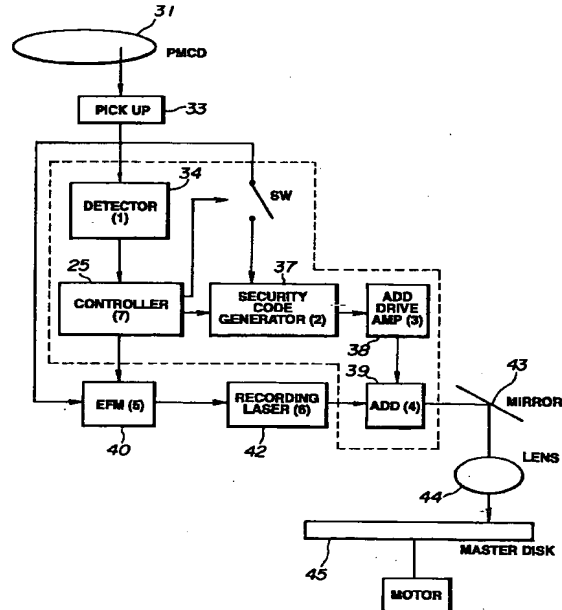 31
PMCD
PICK UP
33
34
DETECTOR
(1)
SW
25
CONTROLLER
(7)
37
SECURITY
CODE
GENERATOR (2)
ADD
DRIVE
AMP (3)
38
39
EFM (5)
40
RECORDING
LASER (6)
42
ADD (4)
43
MIRROR
LENS
44
MASTER DISK
45
MOTOR